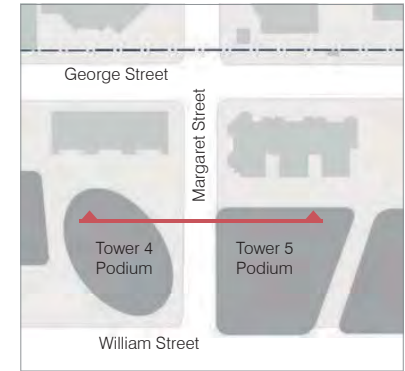 George Street
Margaret Street
Tower 4
Podium
Tower 5
Podium
William Street